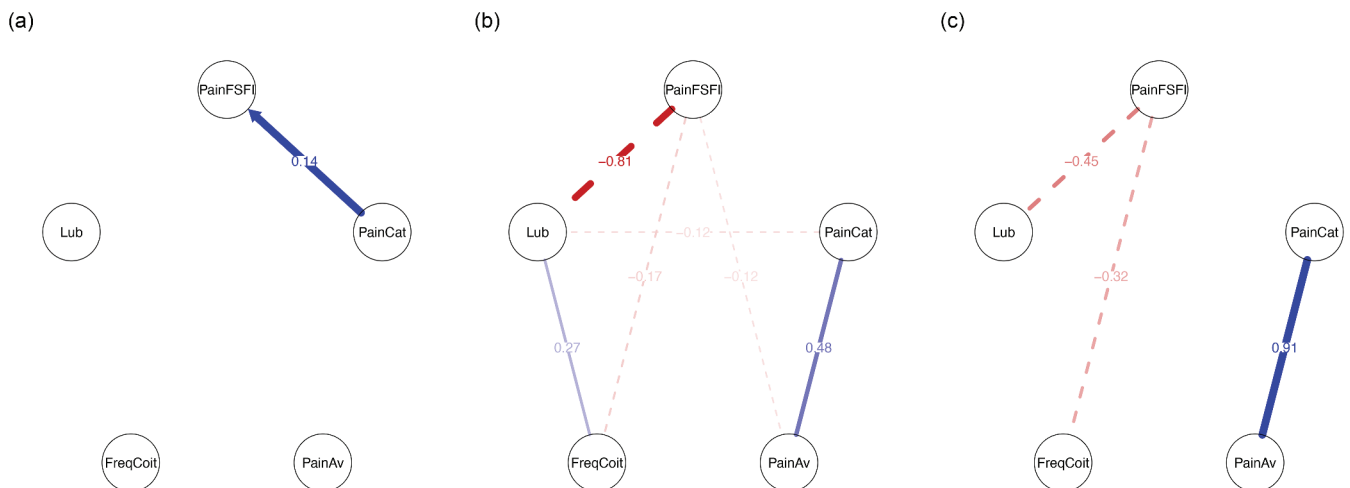 (a)
PainFSFI
0.14
Lub
PainCat
FreqCoit
PainAv
(b)
PainFSFI
−0.81
Lub
−0.12
PainCat
−0.17
−0.12
0.27
0.48
FreqCoit
PainAv
(c)
PainFSFI
−0.45
Lub
PainCat
−0.32
0.91
FreqCoit
PainAv